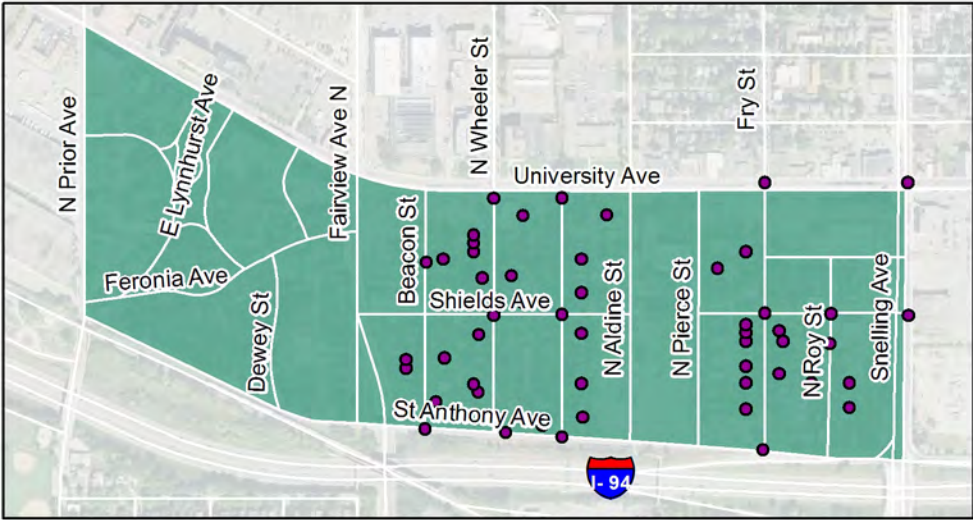 N Prior Ave
E Lynnhurst Ave
Fairview Ave N
N Wheeler St
Fry St
University Ave
Beacon St
Feronia Ave
Shields Ave
Dewey St
N Aldine St
N Pierce St
N Roy St
Snelling Ave
St Anthony Ave
I- 94